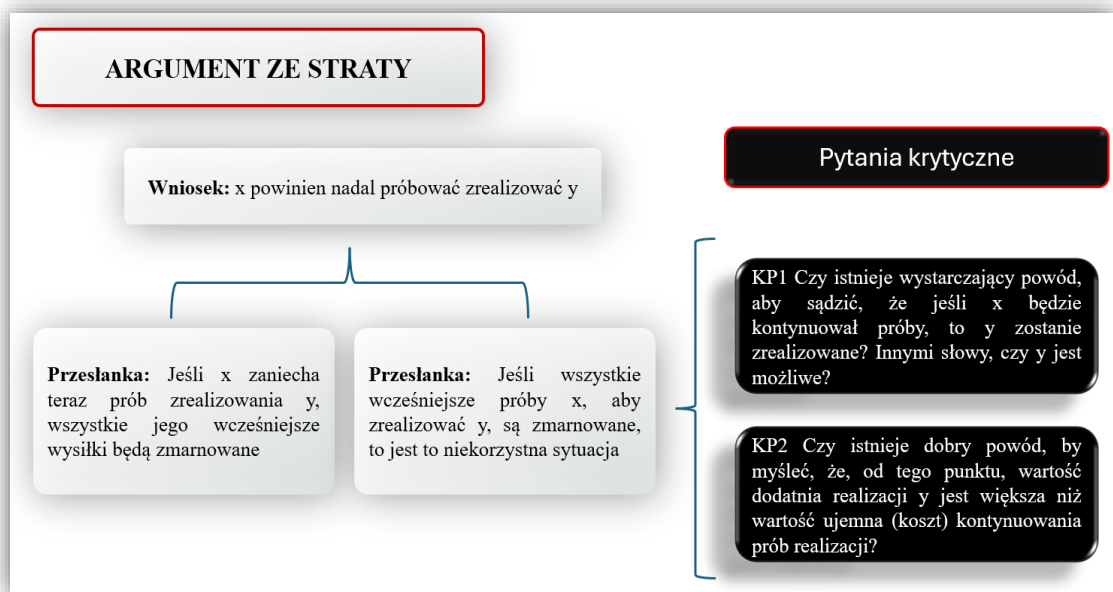 ARGUMENT ZE STRATY
Wniosek: x powinien nadal próbować zrealizować y
Przesłanka: Jeśli x zaniecha
teraz prób zrealizowania y,
wszystkie jego wcześniejsze
wysiłki będą zmarnowane
Przesłanka: Jeśli wszystkie
wcześniejsze próby x, aby
zrealizować y, są zmarnowane,
to jest to niekorzystna sytuacja
Pytania krytyczne
KP1 Czy istnieje wystarczający powód,
aby sądzić, że jeśli x będzie
kontynuował próby, to y zostanie
zrealizowane? Innymi słowy, czy y jest
możliwe?
KP2 Czy istnieje dobry powód, by
myśleć, że, od tego punktu, wartość
dodatnia realizacji y jest większa niż
wartość ujemna (koszt) kontynuowania
prób realizacji?